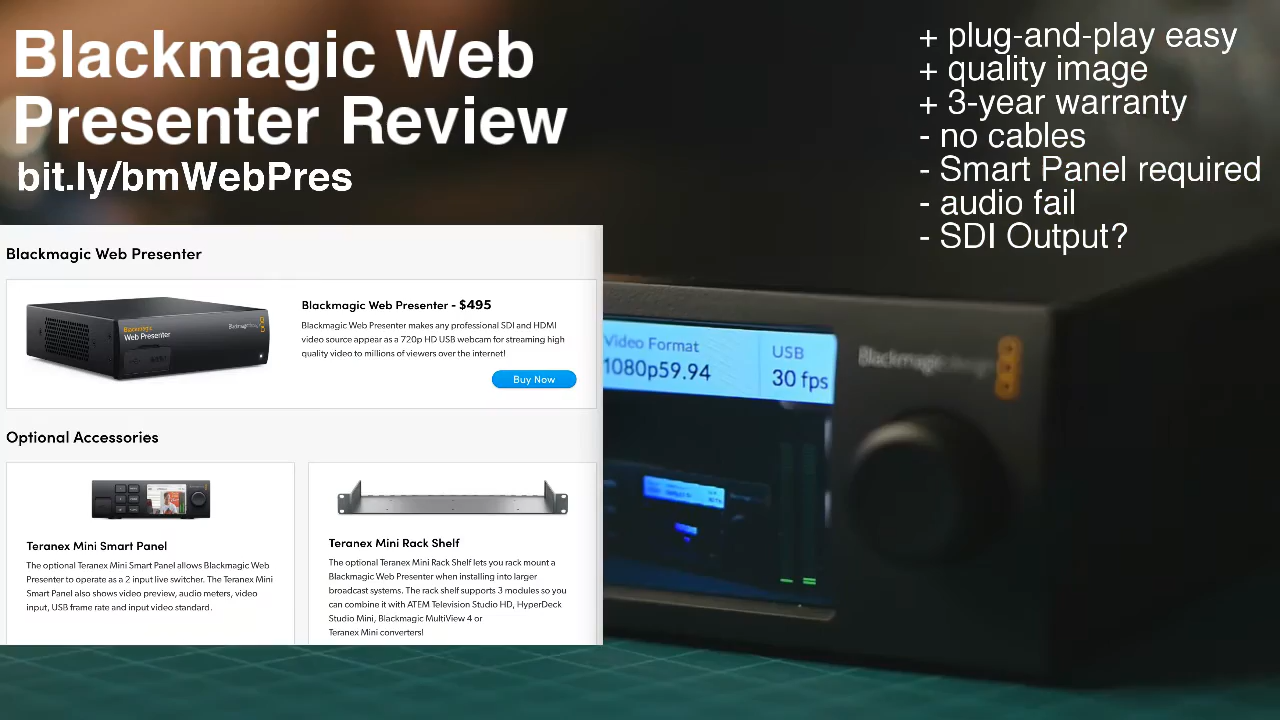 Blackmagic Web
Presenter Review
bit.ly/bmWebPres
+ plug-and-play easy
+ quality image
+ 3-year warranty
- no cables
- Smart Panel required
- audio fail
- SDI Output?
Blackmagic Web Presenter
Blackmagic
Web Presenter
Blackmagicdesign
Blackmagic Web Presenter - $495
Blackmagic Web Presenter makes any professional SDI and HDMI
video source appear as a 720p HD USB webcam for streaming high
quality video to millions of viewers over the internet!
Buy Now
Optional Accessories
Teranex Mini Smart Panel
The optional Teranex Mini Smart Panel allows Blackmagic Web
Presenter to operate as a 2 input live switcher. The Teranex Mini
Smart Panel also shows video preview, audio meters, video
input, USB frame rate and input video standard.
Teranex Mini Rack Shelf
The optional Teranex Mini Rack Shelf lets you rack mount a
Blackmagic Web Presenter when installing into larger
broadcast systems. The rack shelf supports 3 modules so you
can combine it with ATEM Television Studio HD, HyperDeck
Studio Mini, Blackmagic MultiView 4 or
Teranex Mini converters!
Video Format
1080p59.94
USB
30 fps
Blackmagicdesign